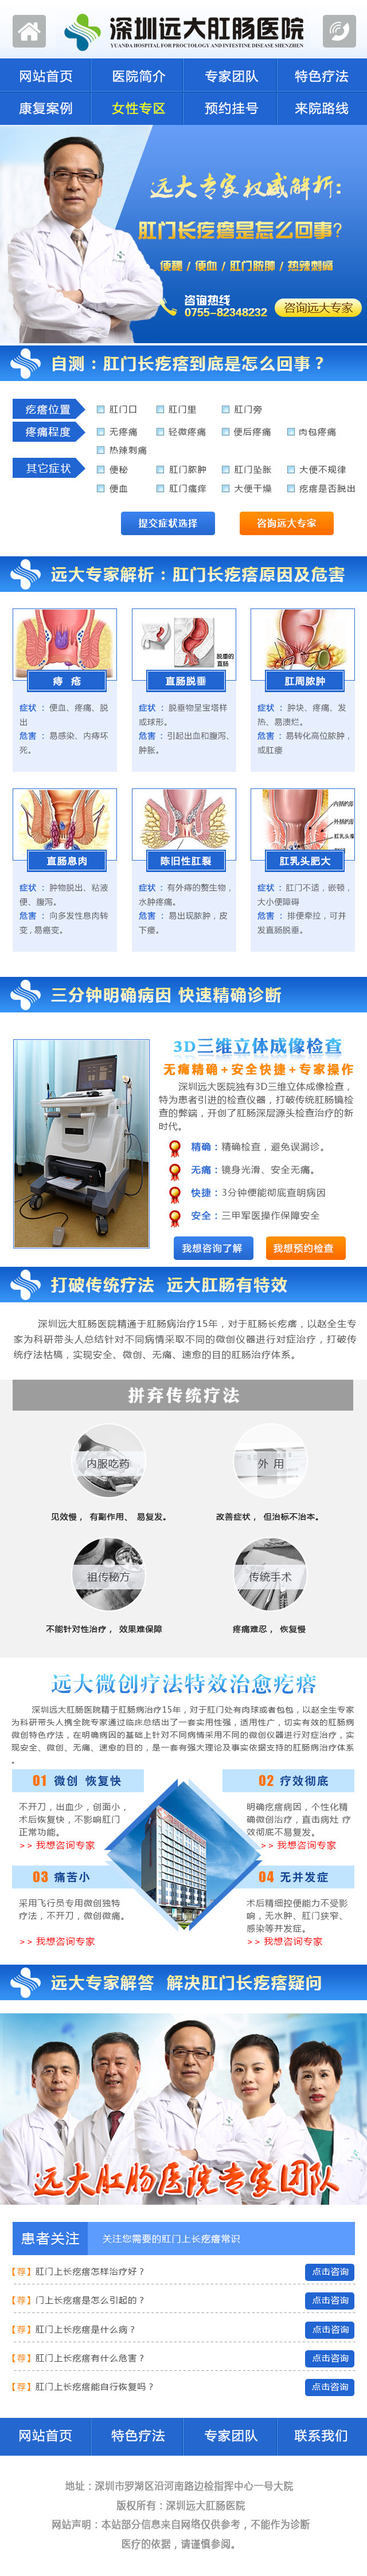 深圳远大肛肠医院
YUANDA HOSPITAL FOR PROCTOLOGY AND INTESTINE DISEASE SHENZHEN
网站首页 医院简介 专家团队 特色疗法
康复案例 女性专区 预约挂号 来院路线
远大专家权威解析：
肛门长疙瘩是怎么回事?
便糊 / 便血 / 肛门脓肿 / 热辣刺痛
咨询热线
0755-82348232
咨询远大专家
自测：肛门长疙瘩到底是怎么回事？
疙瘩位置 肛门口 肛门里 肛门旁
疼痛程度 无疼痛 轻微疼痛 便后疼痛 肉包疼痛
热辣刺痛
其它症状 便秘 肛门脓肿 肛门坠胀 大便不规律
便血 肛门瘙痒 大便干燥 疙瘩是否脱出
提交症状选择 咨询远大专家
远大专家解析：肛门长疙瘩原因及危害
脱垂的
直肠
痔 疮 直肠脱垂 肛周脓肿
症状：便血、疼痛、脱出
危害：易感染、内痔坏死。
症状：脱垂物呈宝塔样或球形。
危害：引起出血和腹泻、肿胀。
症状：肿块、疼痛、发热、易溃烂。
危害：易转化高位脓肿，或肛瘘
直肠息肉 陈旧性肛裂 肛乳头肥大
症状：肿物脱出、粘液便、腹泻。
危害：向多发性息肉转变，易癌变。
症状：有外痔的赘生物，水肿疼痛。
危害：易出现脓肿，皮下瘘。
症状：肛门不适，嵌顿，大小便障碍
危害：排便牵拉，可并发直肠脱垂。
三分钟明确病因 快速精确诊断
3D三维立体成像检查
无痛精确+安全快捷+专家操作
深圳远大医院独有3D三维立体成像检查，
特为患者引进的检查仪器，打破传统肛肠镜检
查的弊端，开创了肛肠深层源头检查治疗的新
时代。
精确：精确检查，避免误漏诊。
无痛：镜身光滑、安全无痛。
快捷：3分钟便能彻底查明病因
安全：三甲军医操作保障安全
我想咨询了解 我想预约检查
打破传统疗法 远大肛肠有特效
深圳远大肛肠医院精通于肛肠病治疗15年，对于肛肠长疙瘩，以赵全生专
家为科研带头人总结针对不同病情采取不同的微创仪器进行对症治疗，打破传
统疗法枯槁，实现安全、微创、无痛、速愈的目的肛肠治疗体系。
拼弃传统疗法
内服吃药 外 用
见效慢，有副作用、易复发。 改善症状，但治标不治本。
祖传秘方 传统手术
不能针对性治疗，效果难保障 疼痛难忍，恢复慢
远大微创疗法特效治愈疙瘩
深圳远大肛肠医院精于肛肠病治疗15年，对于肛门处有肉球或者包包，以赵全生专家
为科研带头人携全院专家通过临床总结出了一套实用性强，适用性广，切实有效的肛肠病
微创特色疗法，在明确病因的基础上针对不同病情采用不同的微创仪器进行对症治疗，实
现安全、微创、无痛、速愈的目的，是一套有强大理论及事实依据支持的肛肠病治疗体系
。
01 微创 恢复快
不开刀，出血少，创面小，
术后恢复快，不影响肛门
正常功能。
>> 我想咨询专家
02 疗效彻底
明确疙瘩病因，个性化精
确微创治疗，直击病灶 疗
效彻底不易复发。
>> 我想咨询专家
03 痛苦小
采用飞行员专用微创独特
疗法，不开刀，微创微痛。
>> 我想咨询专家
04 无并发症
术后精细控便能力不受影
响，无水肿、肛门狭窄、
感染等并发症。
>> 我想咨询专家
远大专家解答 解决肛门长疙瘩疑问
远大肛肠医院专家团队
患者关注 关注您需要的肛门上长疙瘩常识
【荐】肛门上长疙瘩怎样治疗好？ 点击咨询
【荐】门上长疙瘩是怎么引起的？ 点击咨询
【荐】肛门上长疙瘩是什么病？ 点击咨询
【荐】肛门上长疙瘩有什么危害？ 点击咨询
【荐】肛门上长疙瘩能自行恢复吗？ 点击咨询
网站首页 特色疗法 专家团队 联系我们
地址：深圳市罗湖区沿河南路边检指挥中心一号大院
版权所有：深圳远大肛肠医院
网站声明：本站部分信息来自网络仅供参考，不能作为诊断
医疗的依据，请谨慎参阅。